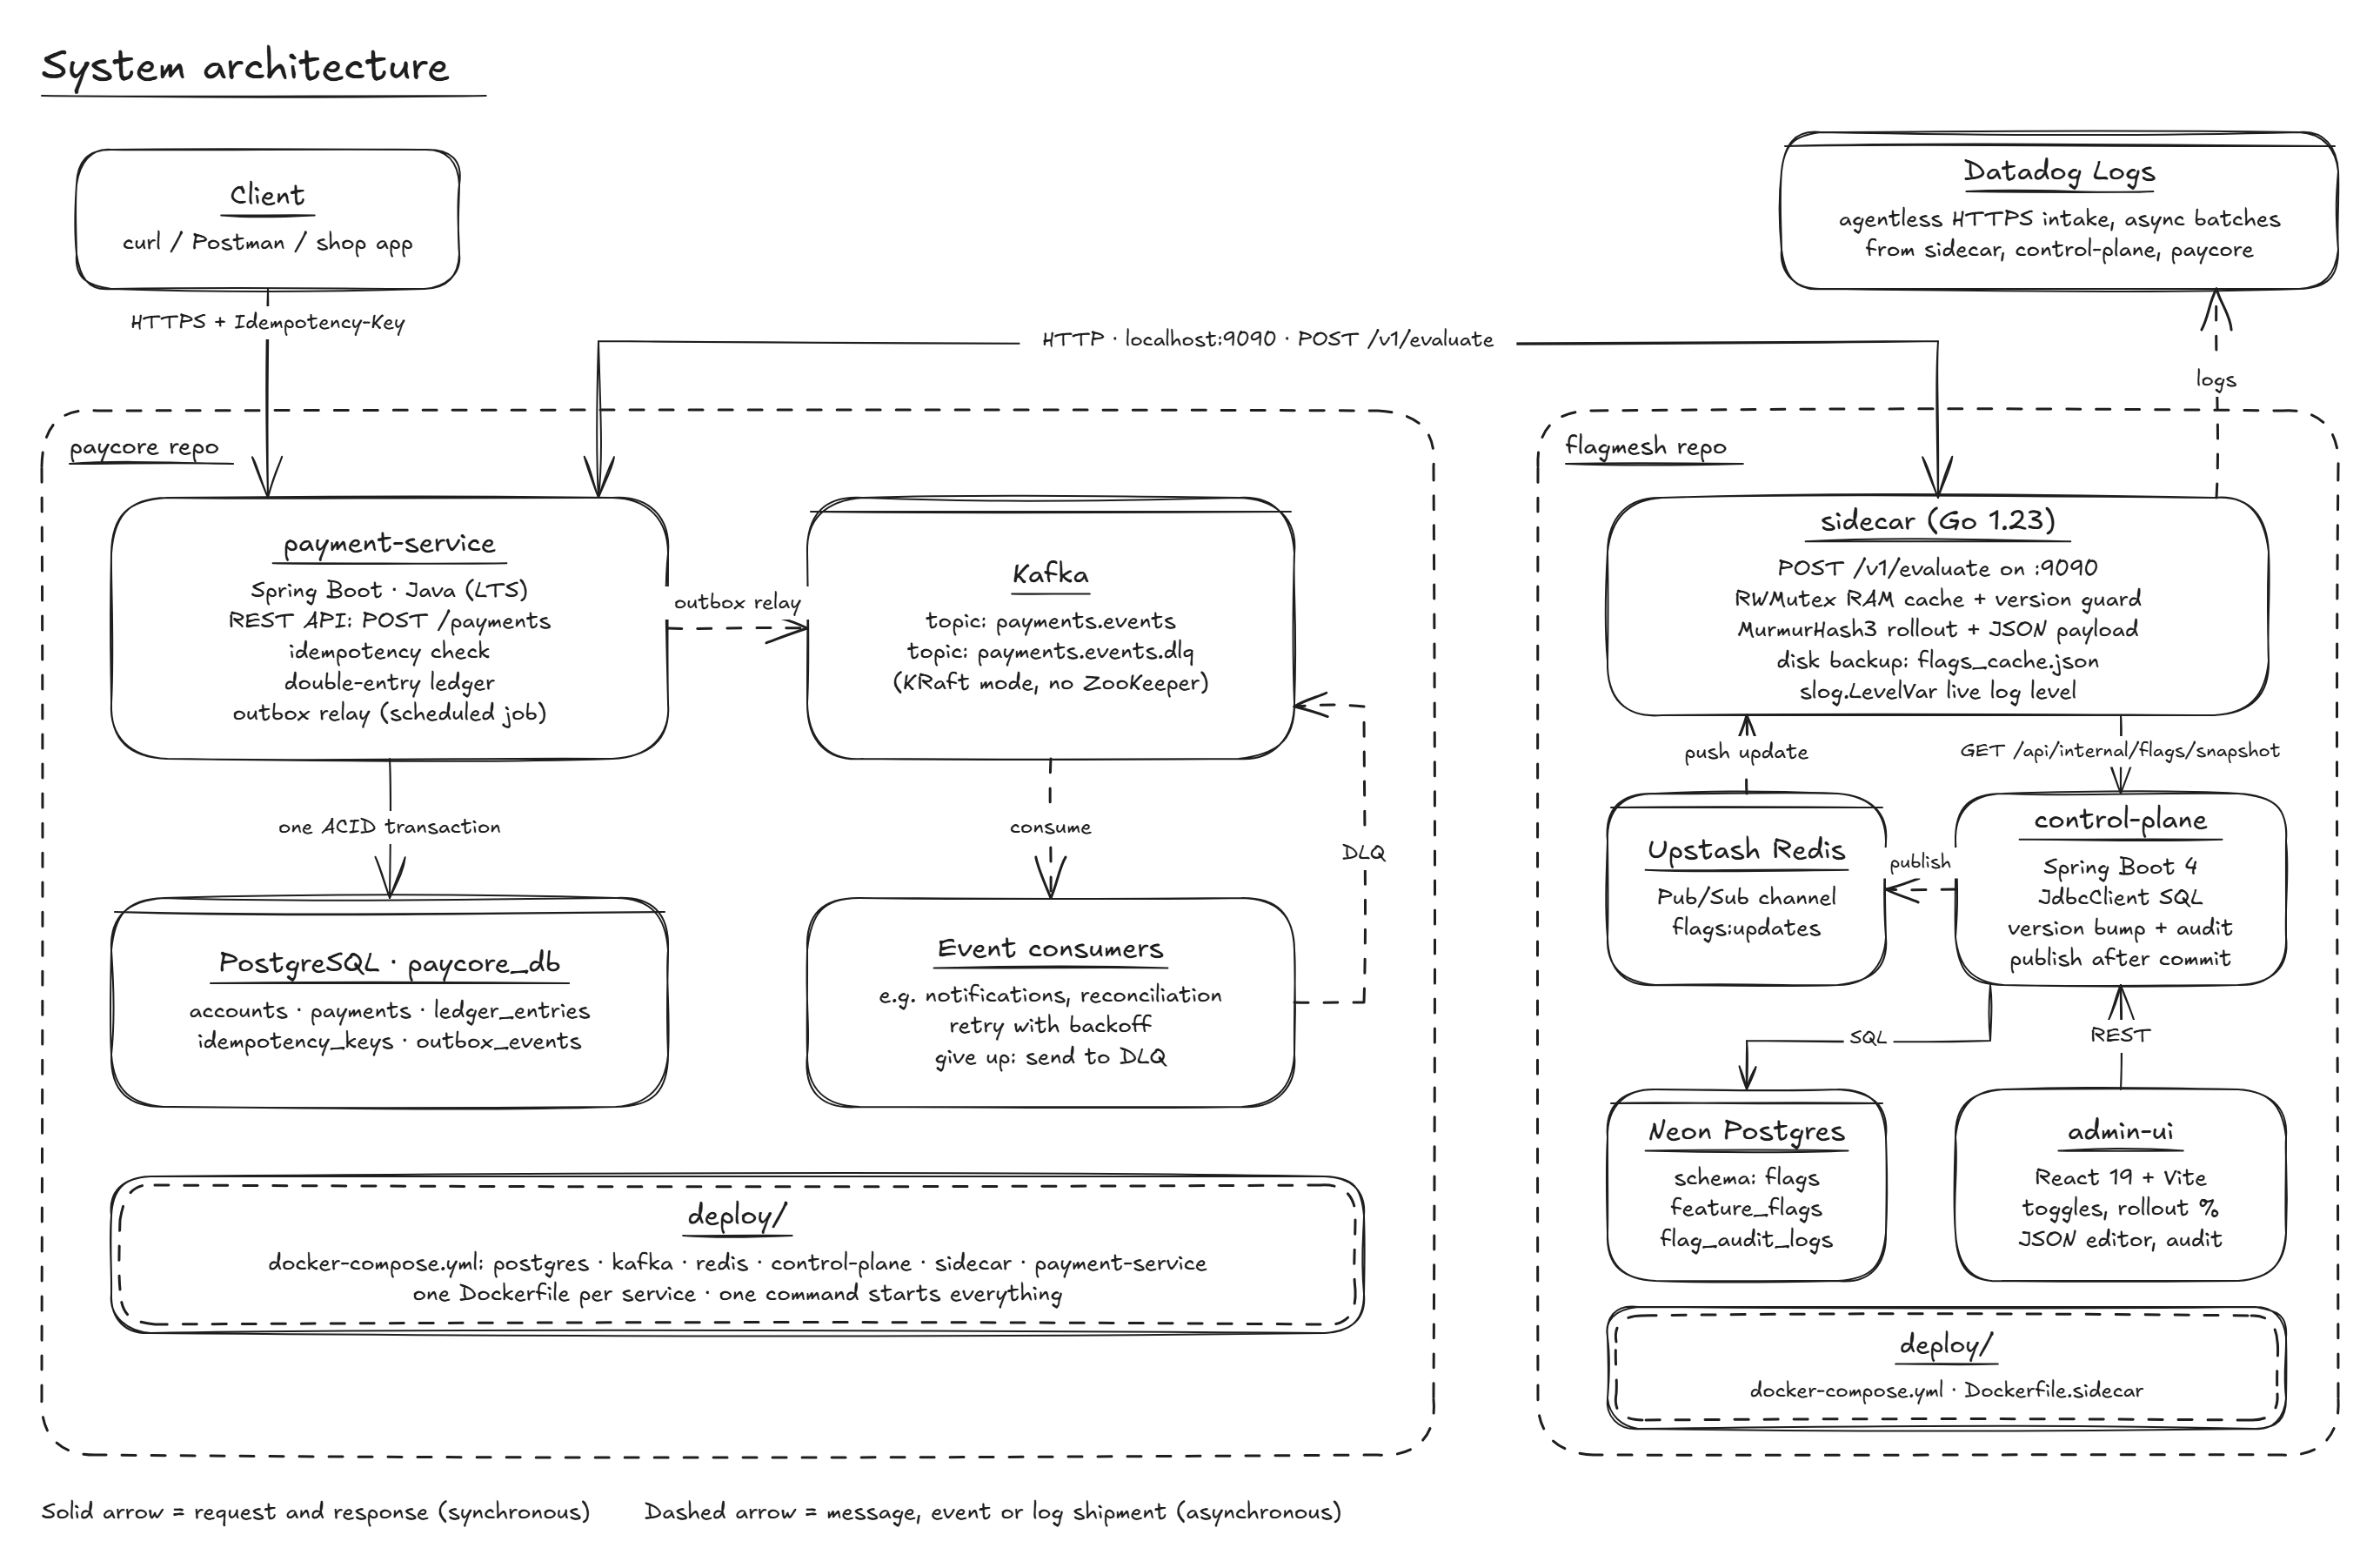 System architecture
Client
curl / Postman / shop app
Datadog Logs
agentless HTTPS intake, async batches
from sidecar, control-plane, paycore
HTTPS + Idempotency-Key
HTTP · localhost:9090 · POST /v1/evaluate
logs
paycore repo
payment-service
Spring Boot · Java (LTS)
REST API: POST /payments
idempotency check
double-entry ledger
outbox relay (scheduled job)
outbox relay
Kafka
topic: payments.events
topic: payments.events.dlq
(KRaft mode, no ZooKeeper)
one ACID transaction
consume
DLQ
PostgreSQL · paycore_db
accounts · payments · ledger_entries
idempotency_keys · outbox_events
Event consumers
e.g. notifications, reconciliation
retry with backoff
give up: send to DLQ
deploy/
docker-compose.yml: postgres · kafka · redis · control-plane · sidecar · payment-service
one Dockerfile per service · one command starts everything
flagmesh repo
sidecar (Go 1.23)
POST /v1/evaluate on :9090
RWMutex RAM cache + version guard
MurmurHash3 rollout + JSON payload
disk backup: flags_cache.json
slog.LevelVar live log level
push update
GET /api/internal/flags/snapshot
Upstash Redis
Pub/Sub channel
flags:updates
publish
control-plane
Spring Boot 4
JdbcClient SQL
version bump + audit
publish after commit
SQL
REST
Neon Postgres
schema: flags
feature_flags
flag_audit_logs
admin-ui
React 19 + Vite
toggles, rollout %
JSON editor, audit
deploy/
docker-compose.yml · Dockerfile.sidecar
Solid arrow = request and response (synchronous)
Dashed arrow = message, event or log shipment (asynchronous)